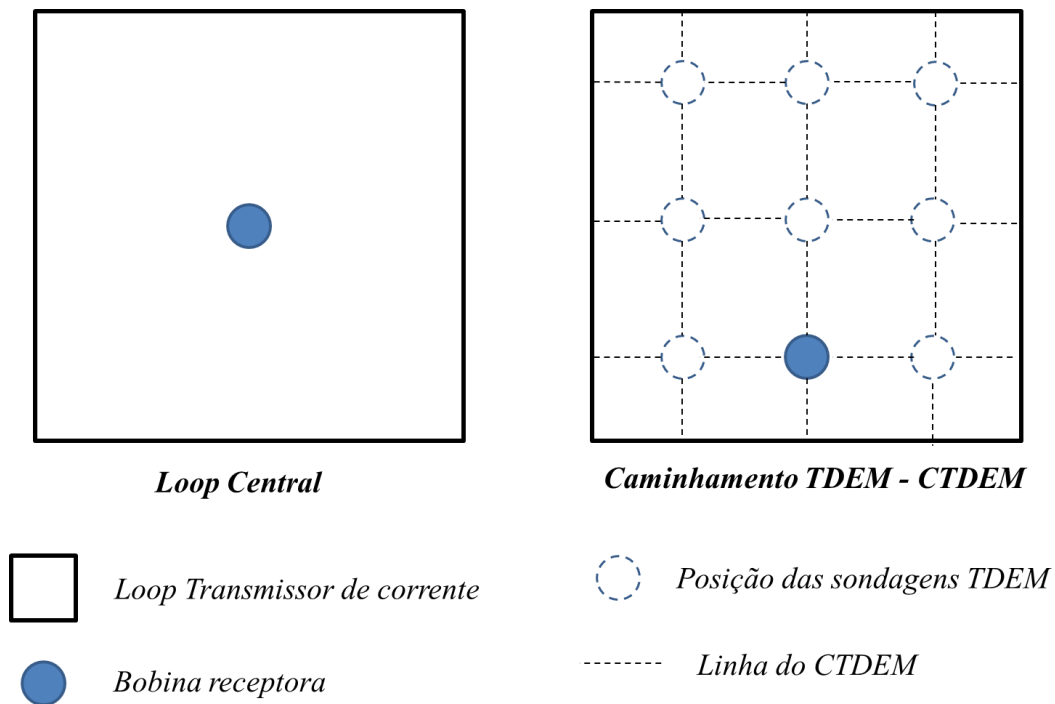 Loop Central
Caminhamento TDEM - CTDEM
Loop Transmissor de corrente
Posição das sondagens TDEM
Bobina receptora
Linha do CTDEM